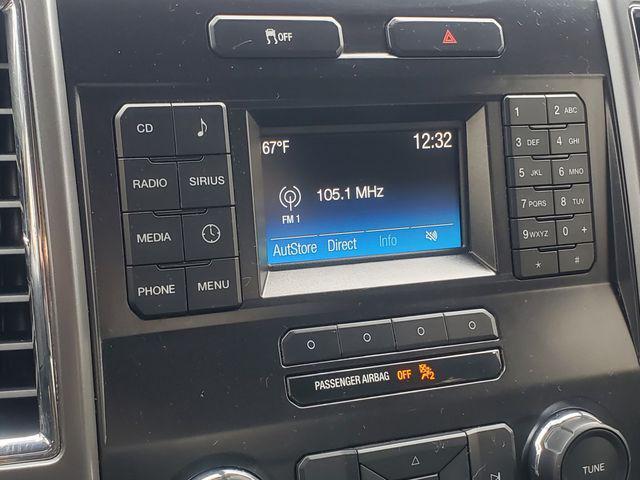 OFF
67°F 12:32
105.1 MHz
FM 1
AutoStore Direct Info
CD
RADIO SIRIUS
MEDIA
PHONE MENU
1 2 ABC
3 DEF 4 GHI
5 JKL 6 MNO
7 PQRS 8 TUV
9 WXYZ 0 +
* #
PASSENGER AIRBAG OFF 2
TUNE